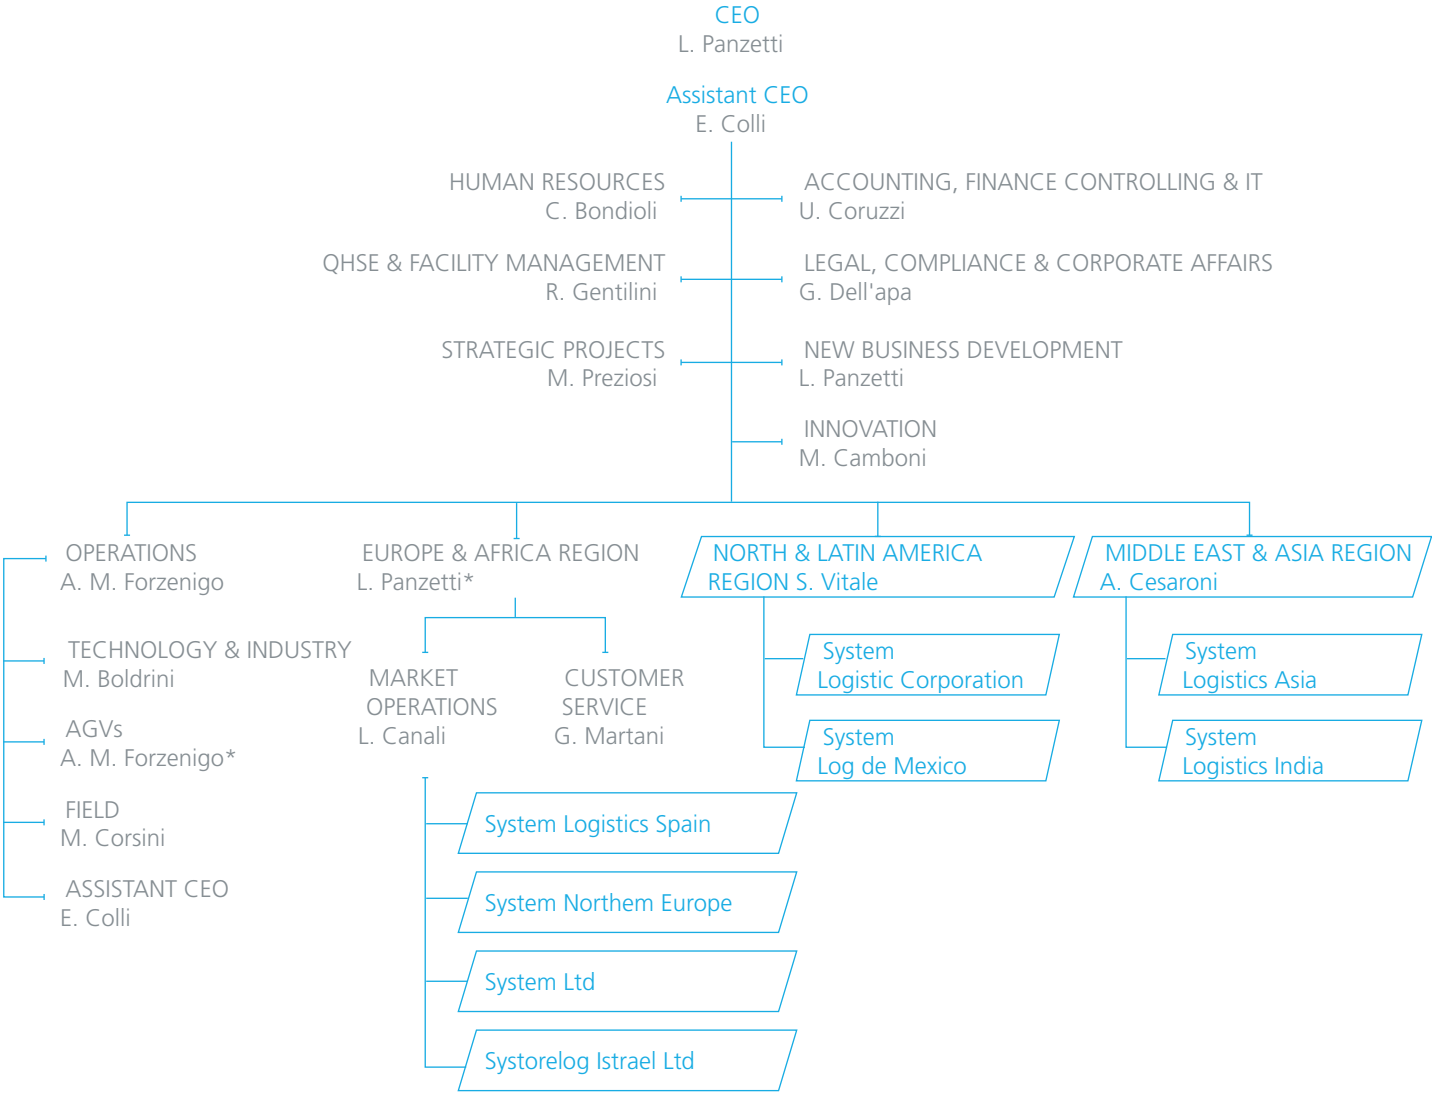 CEO
L. Panzetti
Assistant CEO
E. Colli
HUMAN RESOURCES
C. Bondioli
ACCOUNTING, FINANCE CONTROLLING & IT
U. Coruzzi
QHSE & FACILITY MANAGEMENT
R. Gentilini
LEGAL, COMPLIANCE & CORPORATE AFFAIRS
G. Dell'apa
STRATEGIC PROJECTS
M. Preziosi
NEW BUSINESS DEVELOPMENT
L. Panzetti
INNOVATION
M. Camboni
OPERATIONS
A. M. Forzenigo
TECHNOLOGY & INDUSTRY
M. Boldrini
AGVs
A. M. Forzenigo*
FIELD
M. Corsini
ASSISTANT CEO
E. Colli
EUROPE & AFRICA REGION
L. Panzetti*
MARKET
OPERATIONS
L. Canali
CUSTOMER
SERVICE
G. Martani
System Logistics Spain
System Northem Europe
System Ltd
Systorelog Istrael Ltd
NORTH & LATIN AMERICA
REGION S. Vitale
System
Logistic Corporation
System
Log de Mexico
MIDDLE EAST & ASIA REGION
A. Cesaroni
System
Logistics Asia
System
Logistics India